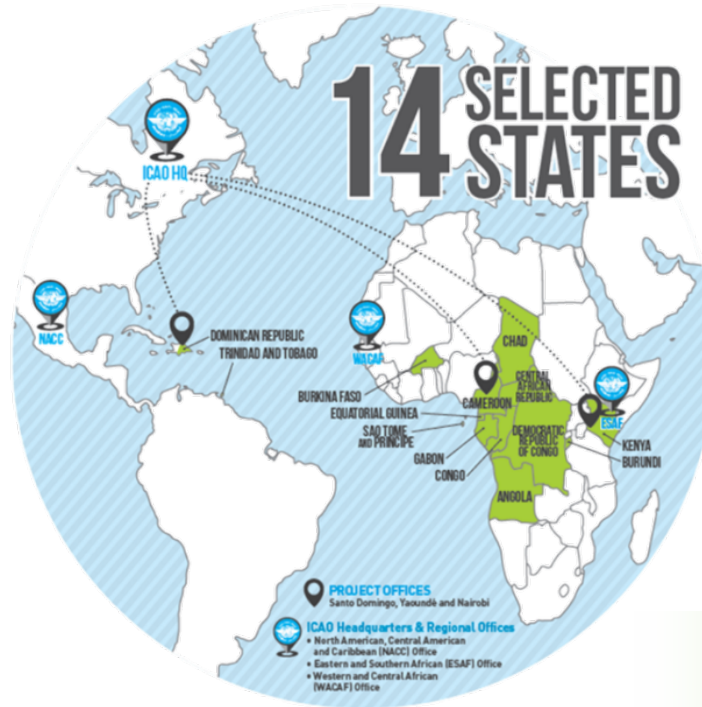 14 SELECTED
STATES
ICAO HQ
NACC
DOMINICAN REPUBLIC
TRINIDAD AND TOBAGO
WACAF
CHAD
BURKINA FASO
CENTRAL
AFRICAN
REPUBLIC
CAMEROON
EQUATORIAL GUINEA
SAO TOME
AND PRINCIPE
GABON
CONGO
DEMOCRATIC
REPUBLIC
OF CONGO
ESAF
KENYA
BURUNDI
ANGOLA
PROJECT OFFICES
Santo Domingo, Yaoundè and Nairobi
ICAO Headquarters & Regional Offices
• North American, Central American
and Caribbean (NACC) Office
• Eastern and Southern African (ESAF) Office
• Western and Central African
(WACAF) Office